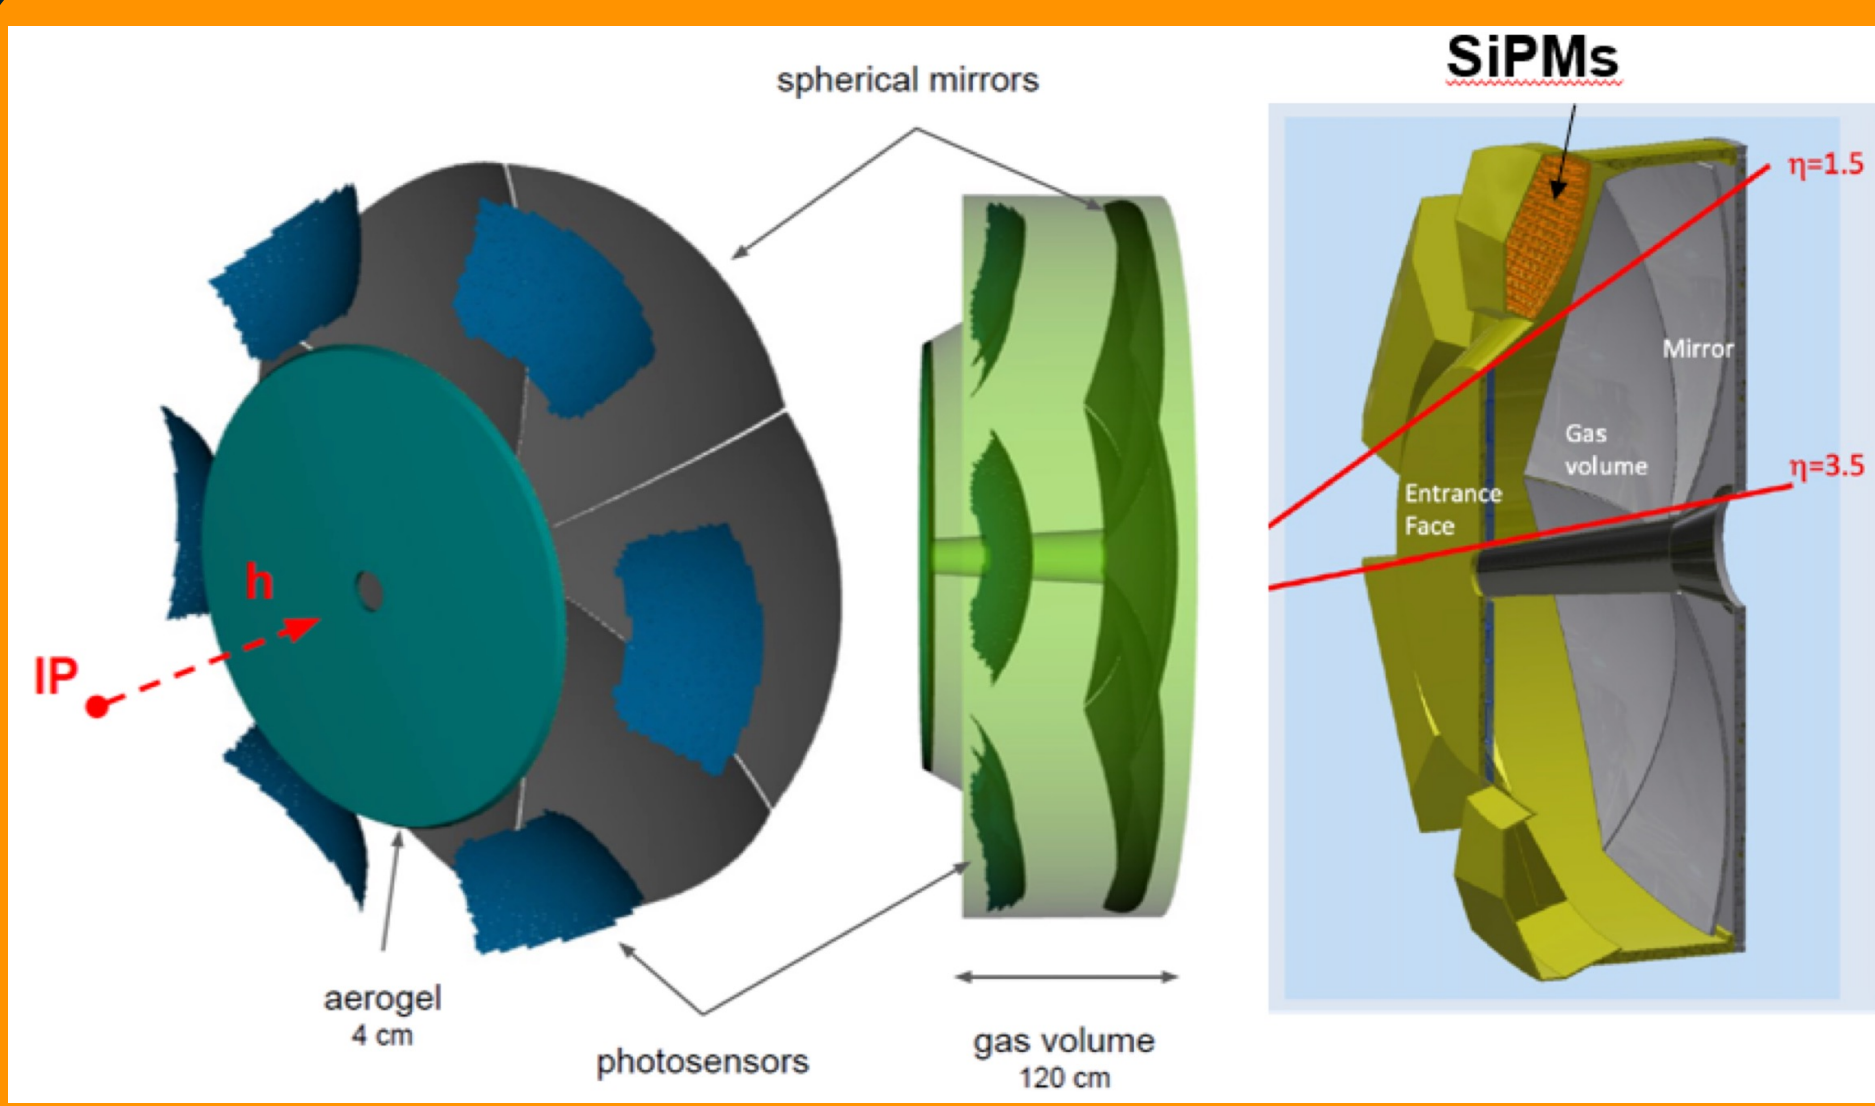 spherical mirrors
SiPMs
η=1.5
Mirror
Gas
volume
η=3.5
Entrance
Face
h
IP
aerogel
4 cm
photosensors
gas volume
120 cm